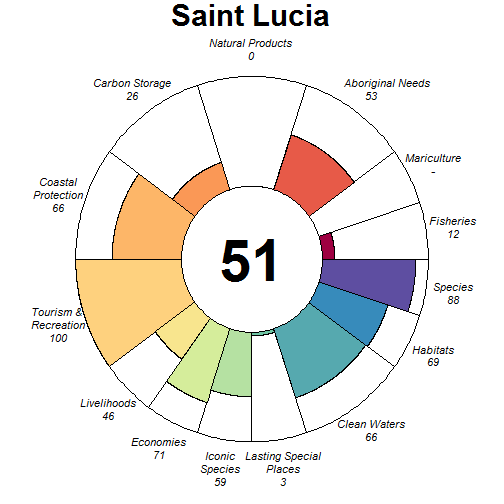 Saint Lucia
Natural Products
0
Carbon Storage
26
Aboriginal Needs
53
Mariculture
-
Coastal
Protection
66
Fisheries
12
51
Species
88
Tourism &
Recreation
100
Habitats
69
Livelihoods
46
Clean Waters
66
Economies
71
Iconic
Species
59
Lasting Special
Places
3